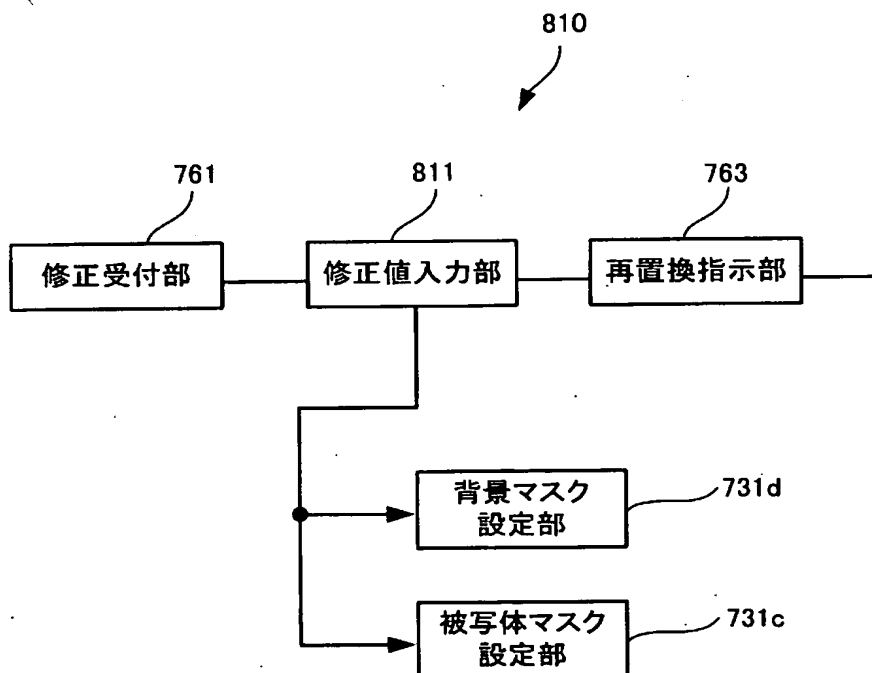 810
761
811
763
修正受付部
修正値入力部
再置換指示部
背景マスク
設定部
731d
被写体マスク
設定部
731c